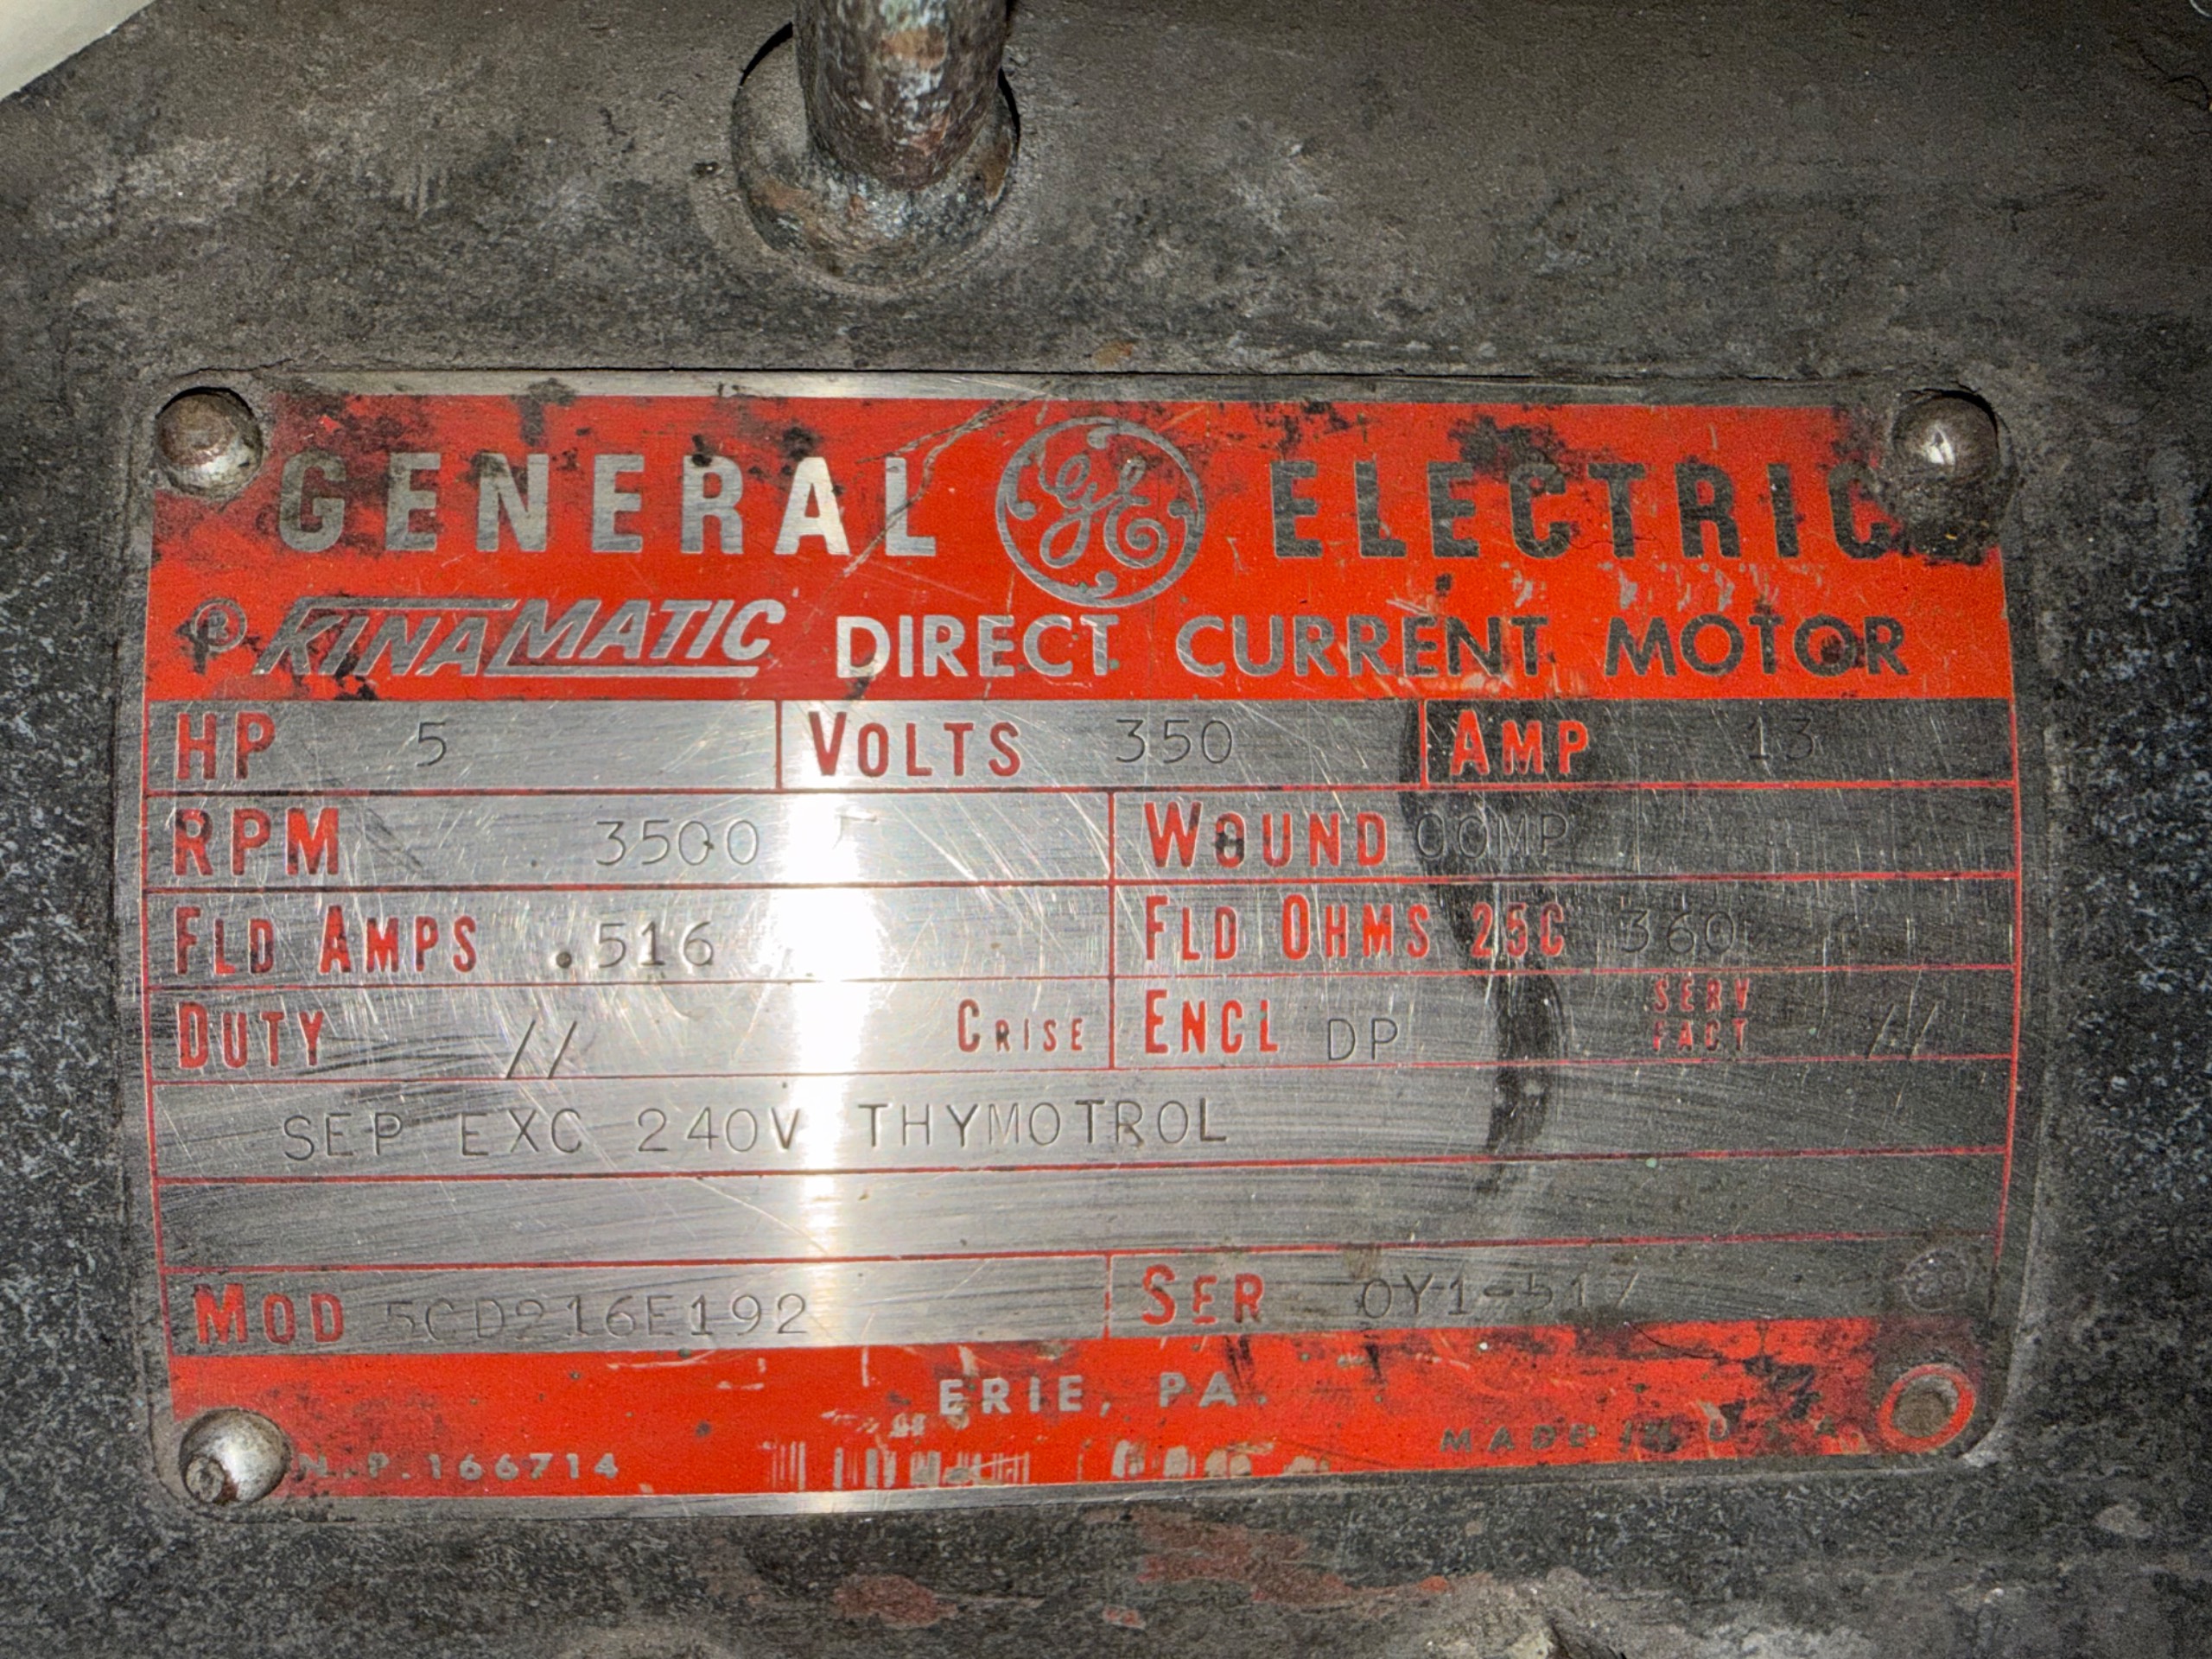 GENERAL GE ELECTRIC
® KINAMATIC DIRECT CURRENT MOTOR
HP 5 VOLTS 350 AMP 13
RPM 3500 WOUND COMP
FLD AMPS .516 FLD OHMS 25C 360
DUTY // C RISE ENCL DP SERV FACT //
SEP EXC 240V THYMOTROL
MOD 5CD216E192 SER OY1-517
ERIE, PA.
N.P.166714 MADE IN U.S.A.